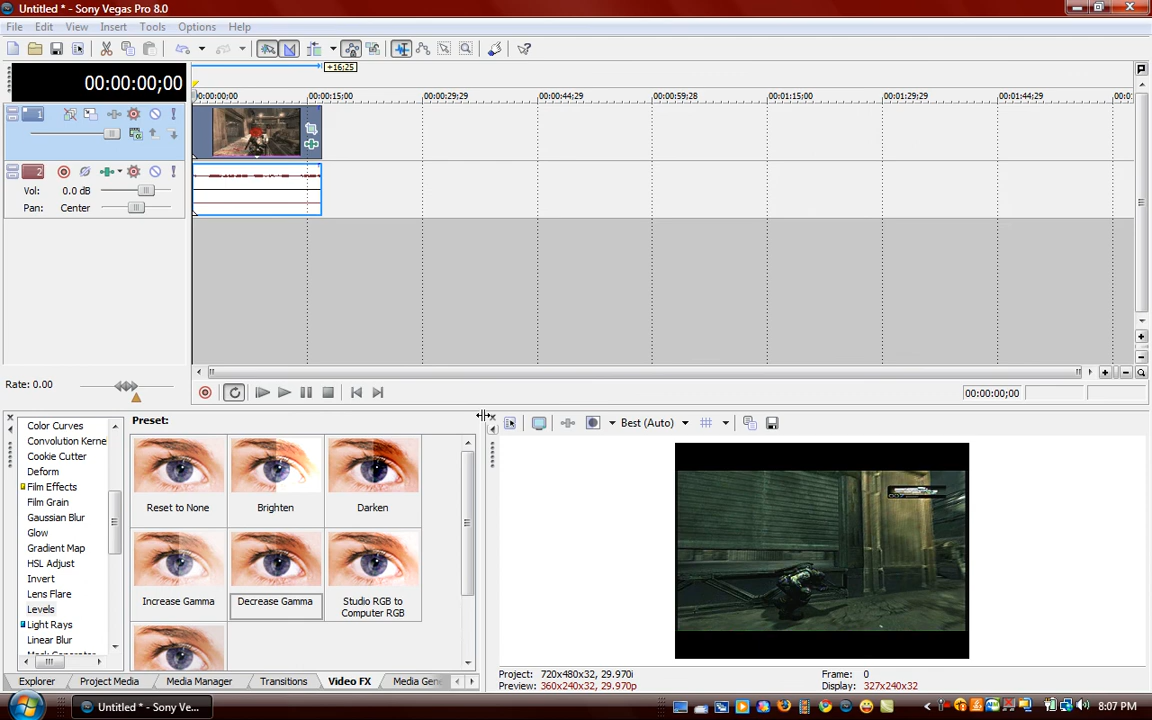 Untitled * - Sony Vegas Pro 8.0
File Edit View Insert Tools Options Help
+16;25
00:00:00;00
00:00:00;00 00:00:15;00 00:00:29;29 00:00:44;29 00:00:59;28 00:01:15;00 00:01:29;29 00:01:44;29 00:0
1
2
Vol: 0.0 dB
Pan: Center
Rate: 0.00
00:00:00;00
Preset:
Best (Auto)
Color Curves
Convolution Kerne
Cookie Cutter
Deform
Film Effects
Film Grain
Gaussian Blur
Glow
Gradient Map
HSL Adjust
Invert
Lens Flare
Levels
Light Rays
Linear Blur
Reset to None Brighten Darken
Increase Gamma Decrease Gamma Studio RGB to
Computer RGB
Explorer Project Media Media Manager Transitions Video FX Media Gene
Project: 720x480x32, 29.970i
Preview: 360x240x32, 29.970p
Frame: 0
Display: 327x240x32
Untitled * - Sony Ve...
8:07 PM